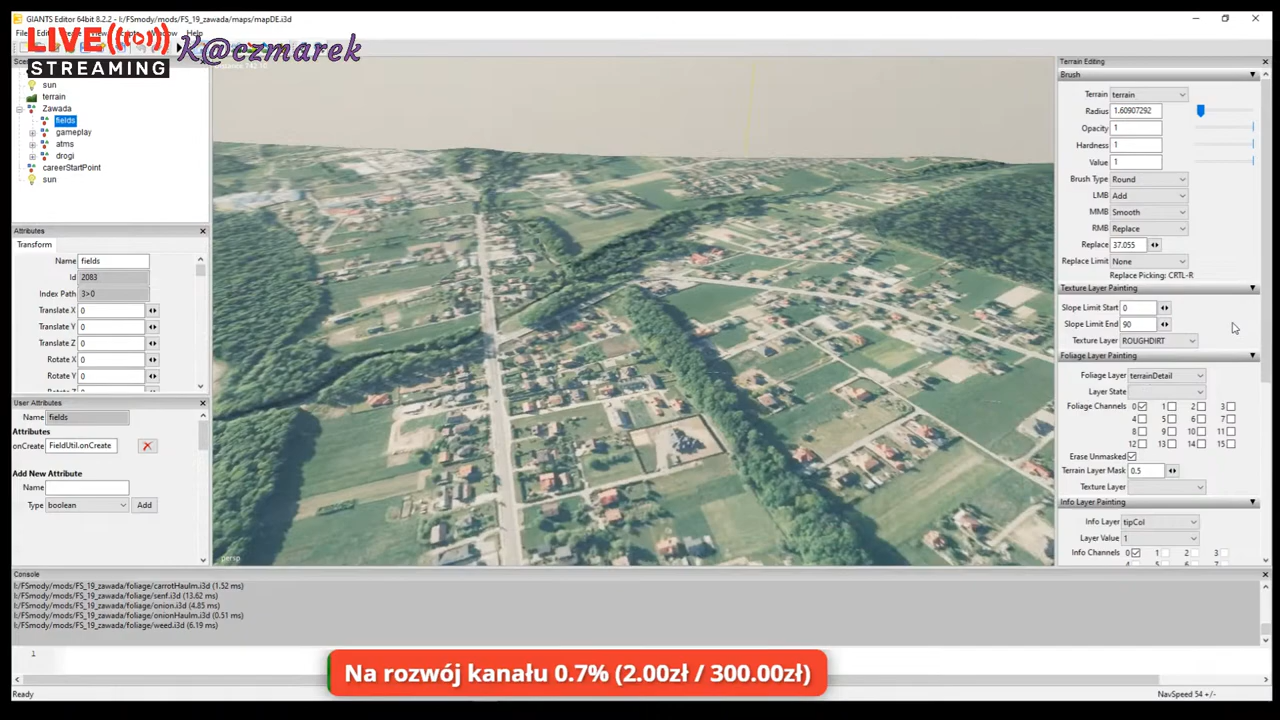 GIANTS Editor 64bit 8.2.2 - I:/FSmody/mods/FS_19_zawada/maps/mapDE.i3d
Help
LIVE
STREAMING
K@czmarek
sun
terrain
Zawada
fields
gameplay
atms
drogi
careerStartPoint
sun
Attributes
Transform
Name fields
Id 2083
Index Path 3>0
Translate X 0
Translate Y 0
Translate Z 0
Rotate X 0
Rotate Y 0
User Attributes
Name fields
Attributes
onCreate FieldUtil.onCreate
Add New Attribute
Name
Type boolean Add
persp
Terrain Editing
Brush
Terrain terrain
Radius 1.60907292
Opacity 1
Hardness 1
Value 1
Brush Type Round
LMB Add
MMB Smooth
RMB Replace
Replace 37.055
Replace Limit None
Replace Picking: CRTL-R
Texture Layer Painting
Slope Limit Start 0
Slope Limit End 90
Texture Layer ROUGHDIRT
Foliage Layer Painting
Foliage Layer terrainDetail
Layer State
Foliage Channels 0 1 2 3
4 5 6 7
8 9 10 11
12 13 14 15
Erase Unmasked
Terrain Layer Mask 0.5
Texture Layer
Info Layer Painting
Info Layer tipCol
Layer Value 1
Info Channels 0 1 2 3
Console
I:/FSmody/mods/FS_19_zawada/foliage/carrotHaulm.i3d (1.52 ms)
I:/FSmody/mods/FS_19_zawada/foliage/senf.i3d (13.62 ms)
I:/FSmody/mods/FS_19_zawada/foliage/onion.i3d (4.85 ms)
I:/FSmody/mods/FS_19_zawada/foliage/onionHaulm.i3d (0.51 ms)
I:/FSmody/mods/FS_19_zawada/foliage/weed.i3d (6.19 ms)
1
Na rozwój kanału 0.7% (2.00zł / 300.00zł)
Ready
NavSpeed 54 +/-